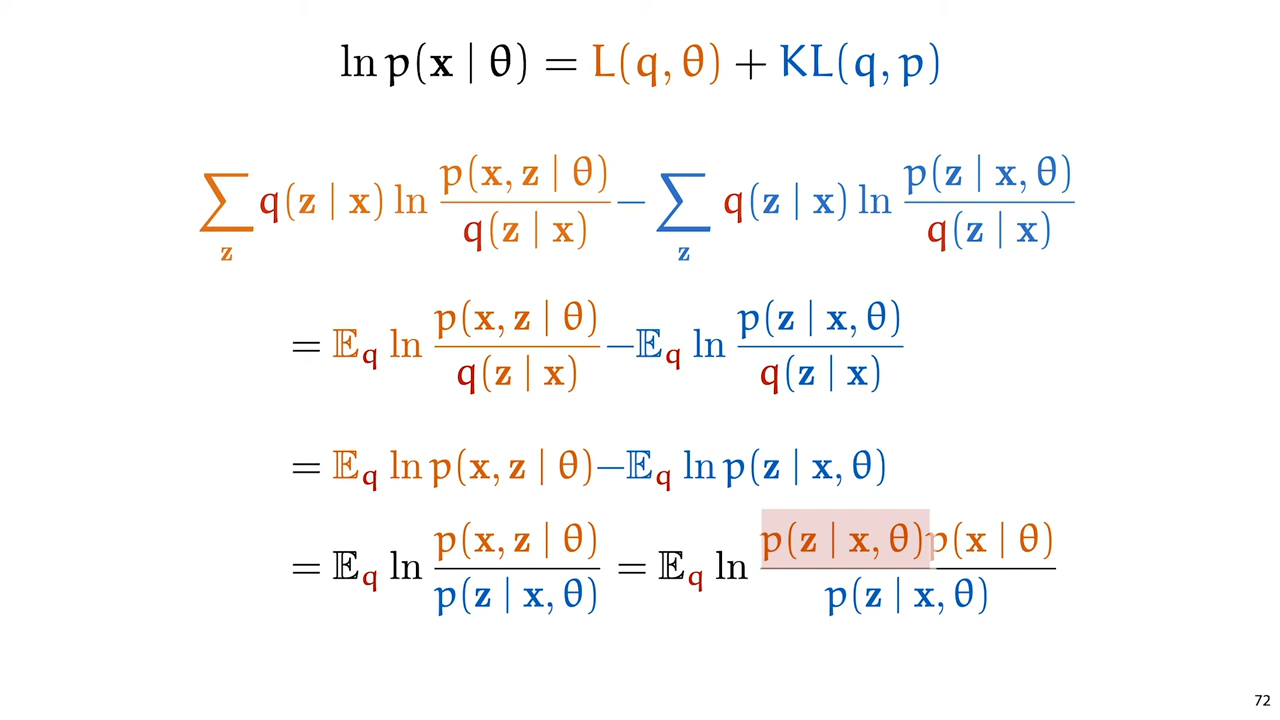 ln p(x | θ) = L(q, θ) + KL(q, p)
∑_z q(z | x) ln p(x, z | θ) / q(z | x) − ∑_z q(z | x) ln p(z | x, θ) / q(z | x)
= 𝔼_q ln p(x, z | θ) / q(z | x) − 𝔼_q ln p(z | x, θ) / q(z | x)
= 𝔼_q ln p(x, z | θ) − 𝔼_q ln p(z | x, θ)
= 𝔼_q ln p(x, z | θ) / p(z | x, θ) = 𝔼_q ln p(z | x, θ)p(x | θ) / p(z | x, θ)
72